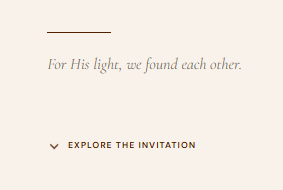 For His light, we found each other.
EXPLORE THE INVITATION